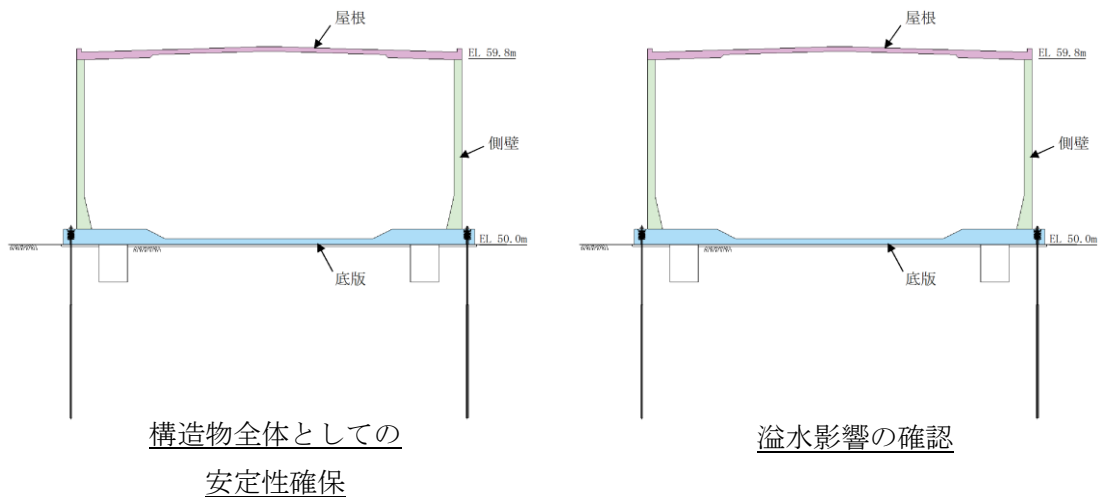 屋根
EL 59.8m
側壁
EL 50.0m
底版
構造物全体としての
安定性確保
屋根
EL 59.8m
側壁
EL 50.0m
底版
溢水影響の確認